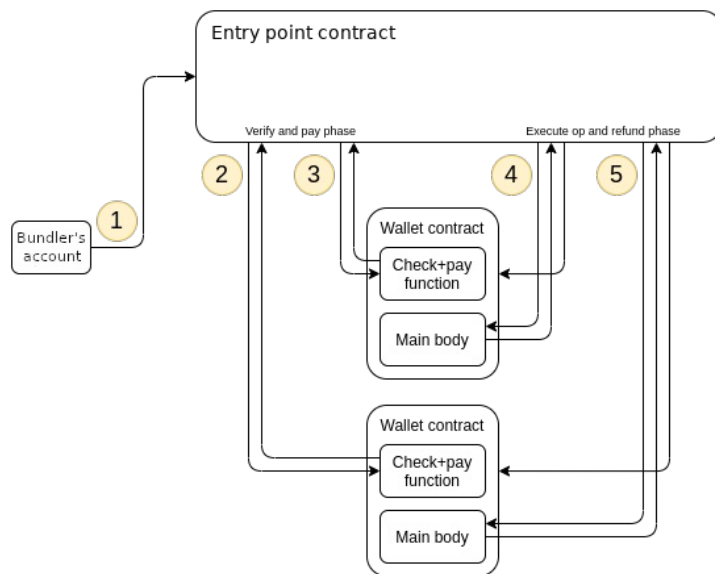 Entry point contract
Verify and pay phase
Execute op and refund phase
2
3
4
5
1
Bundler's
account
Wallet contract
Check+pay
function
Main body
Wallet contract
Check+pay
function
Main body